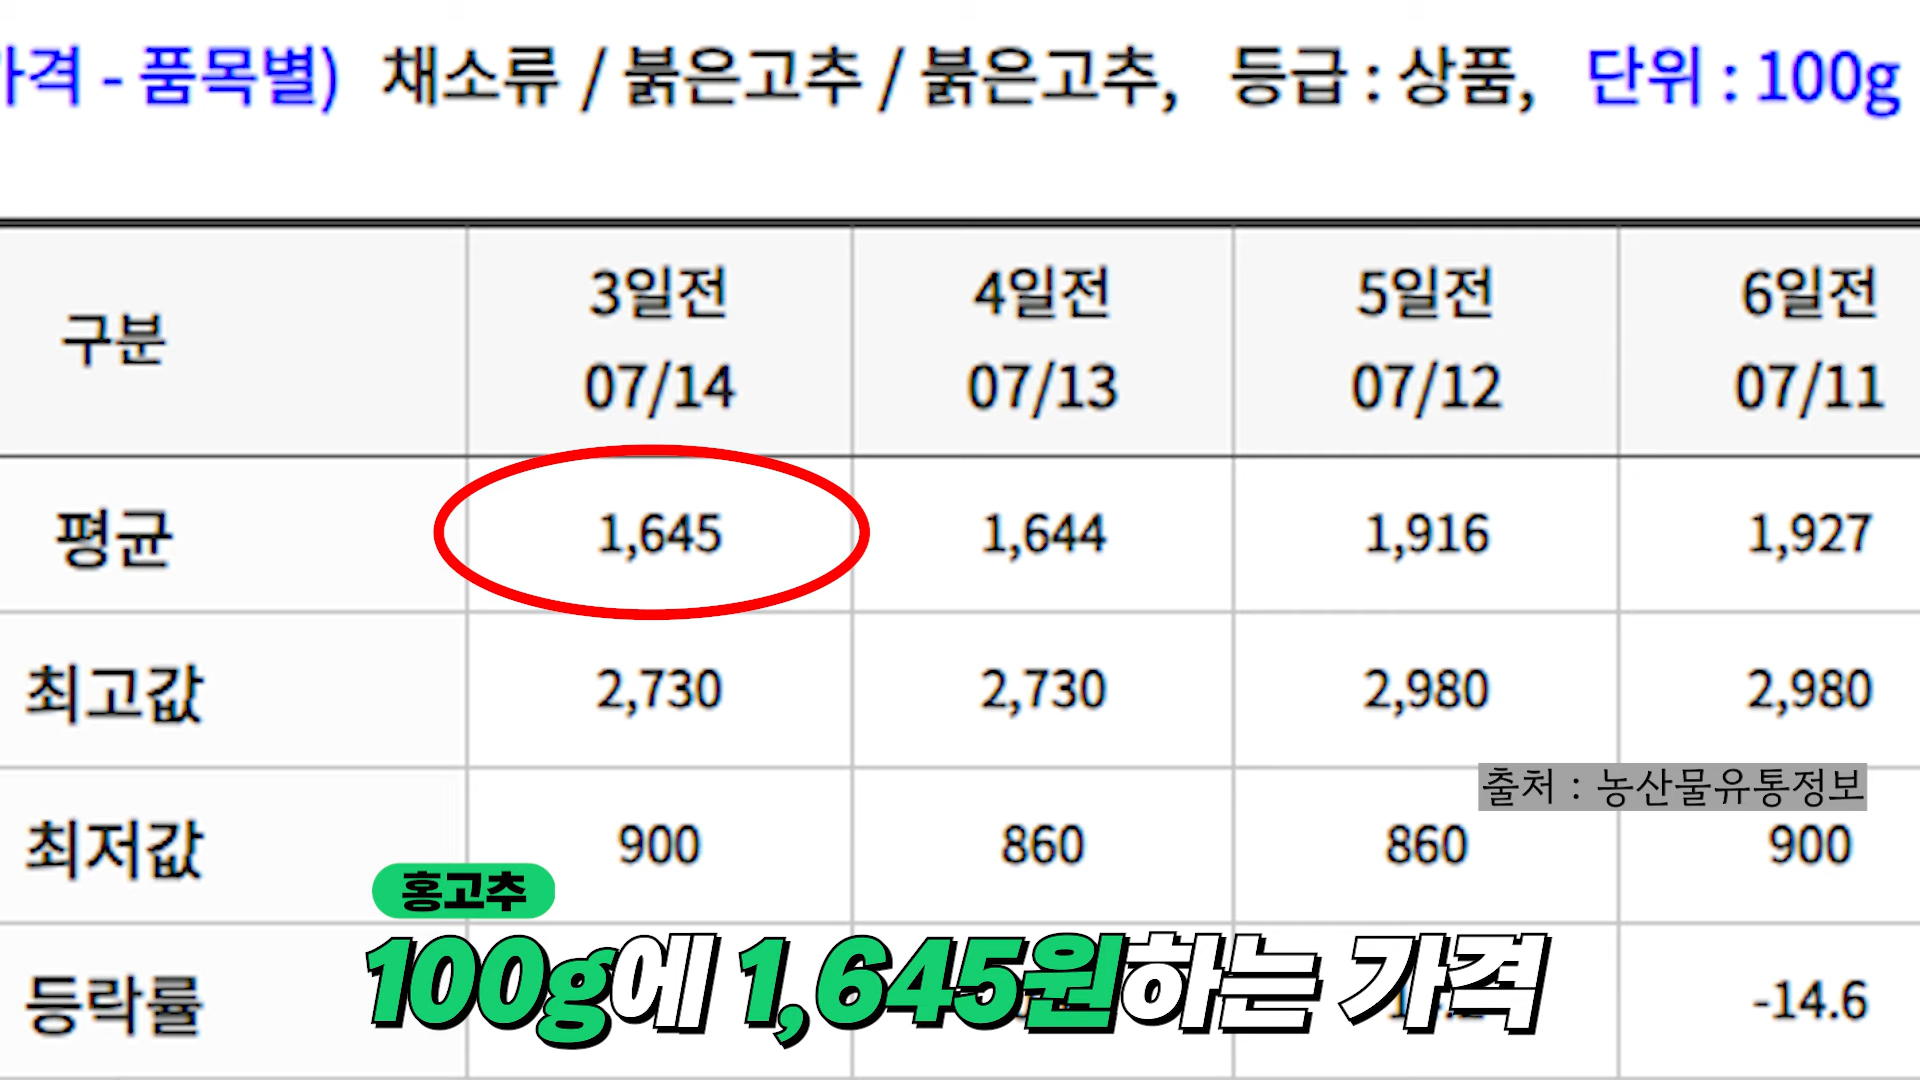 가격 - 품목별) 채소류 / 붉은고추 / 붉은고추, 등급 : 상품, 단위 : 100g
구분 3일전 07/14 4일전 07/13 5일전 07/12 6일전 07/11
평균 1,645 1,644 1,916 1,927
최고값 2,730 2,730 2,980 2,980
출처 : 농산물유통정보
최저값 900 860 860 900
홍고추
등락률 -14.6
100g에 1,645원하는 가격